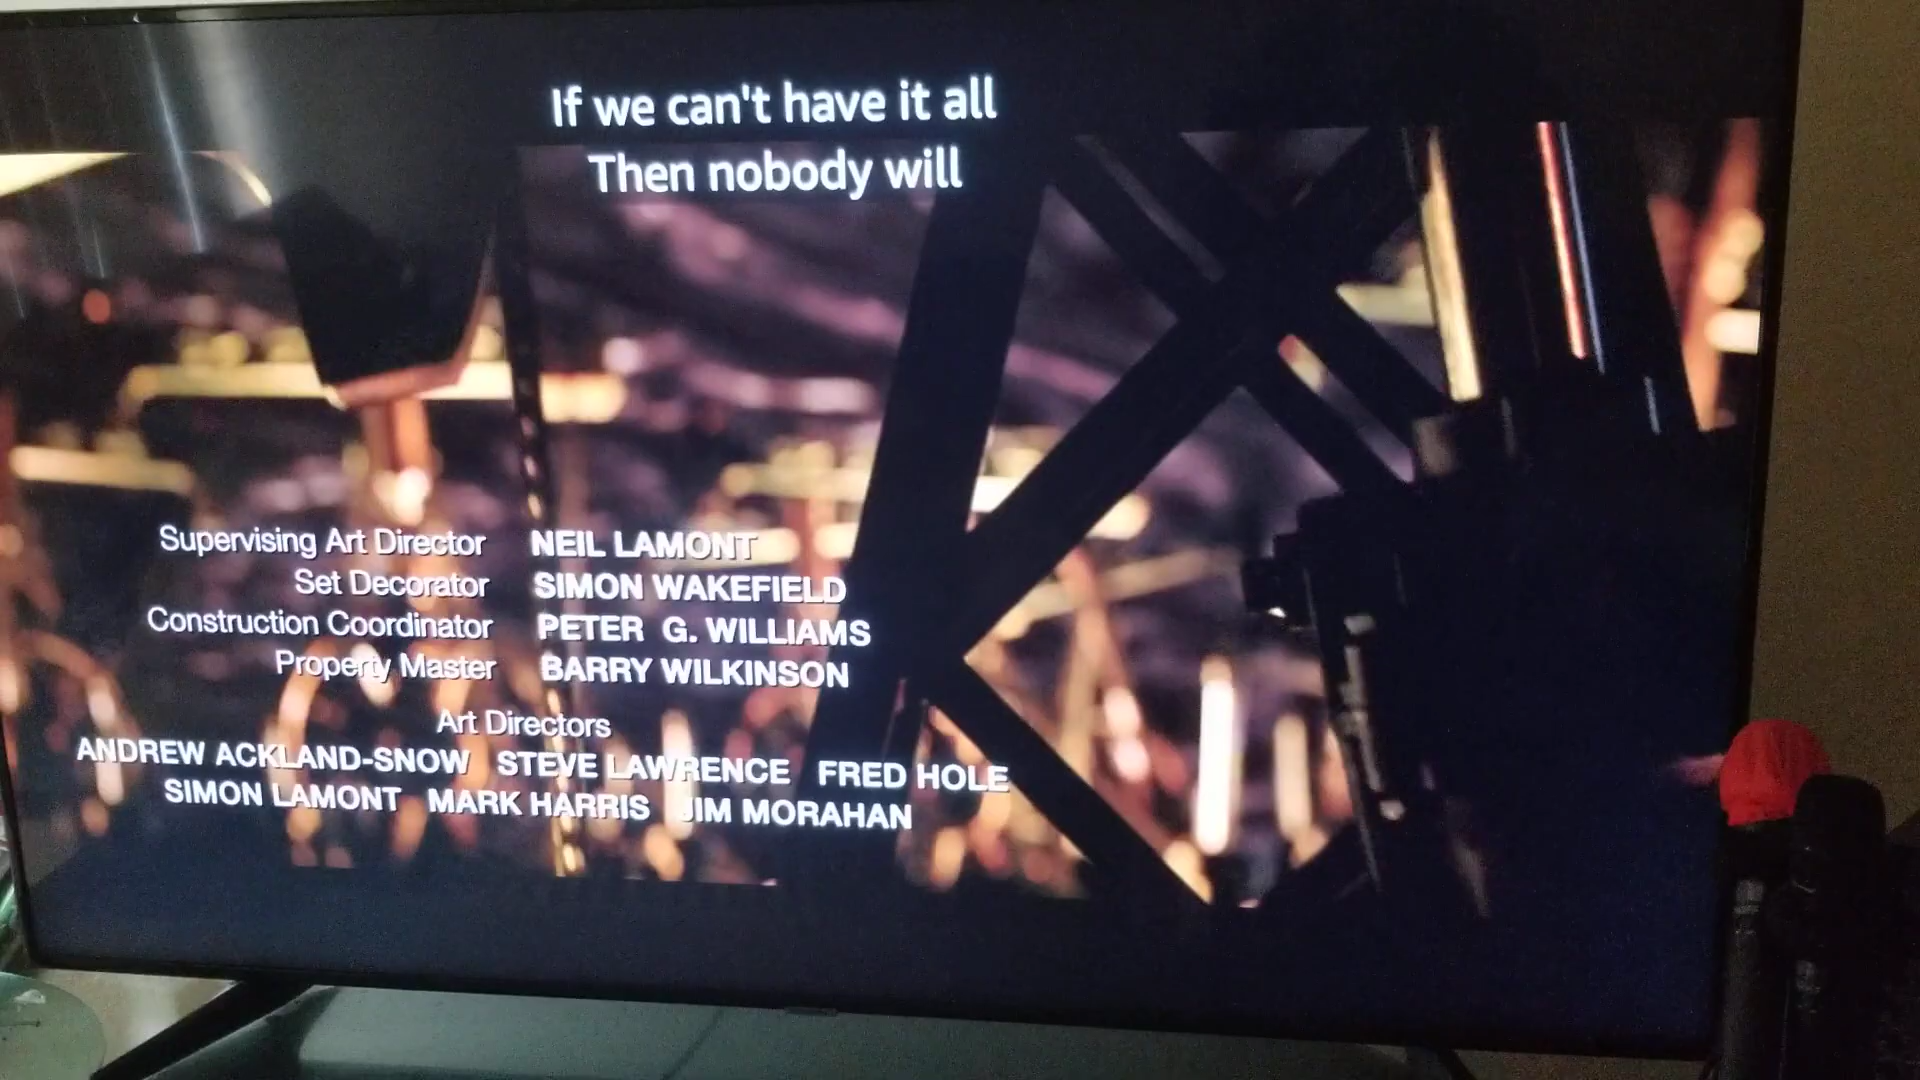 If we can't have it all
Then nobody will
Supervising Art Director NEIL LAMONT
Set Decorator SIMON WAKEFIELD
Construction Coordinator PETER G. WILLIAMS
Property Master BARRY WILKINSON
Art Directors
ANDREW ACKLAND-SNOW STEVE LAWRENCE FRED HOLE
SIMON LAMONT MARK HARRIS JIM MORAHAN